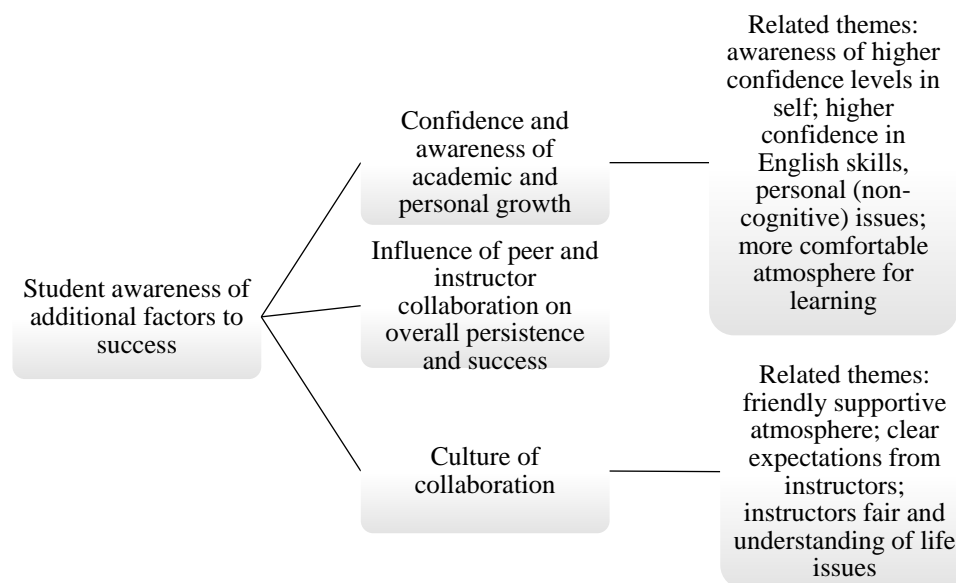 Student awareness of
additional factors to
success
Confidence and
awareness of
academic and
personal growth
Influence of peer and
instructor
collaboration on
overall persistence
and success
Culture of
collaboration
Related themes:
awareness of higher
confidence levels in
self; higher
confidence in
English skills,
personal (non-
cognitive) issues;
more comfortable
atmosphere for
learning
Related themes:
friendly supportive
atmosphere; clear
expectations from
instructors;
instructors fair and
understanding of life
issues